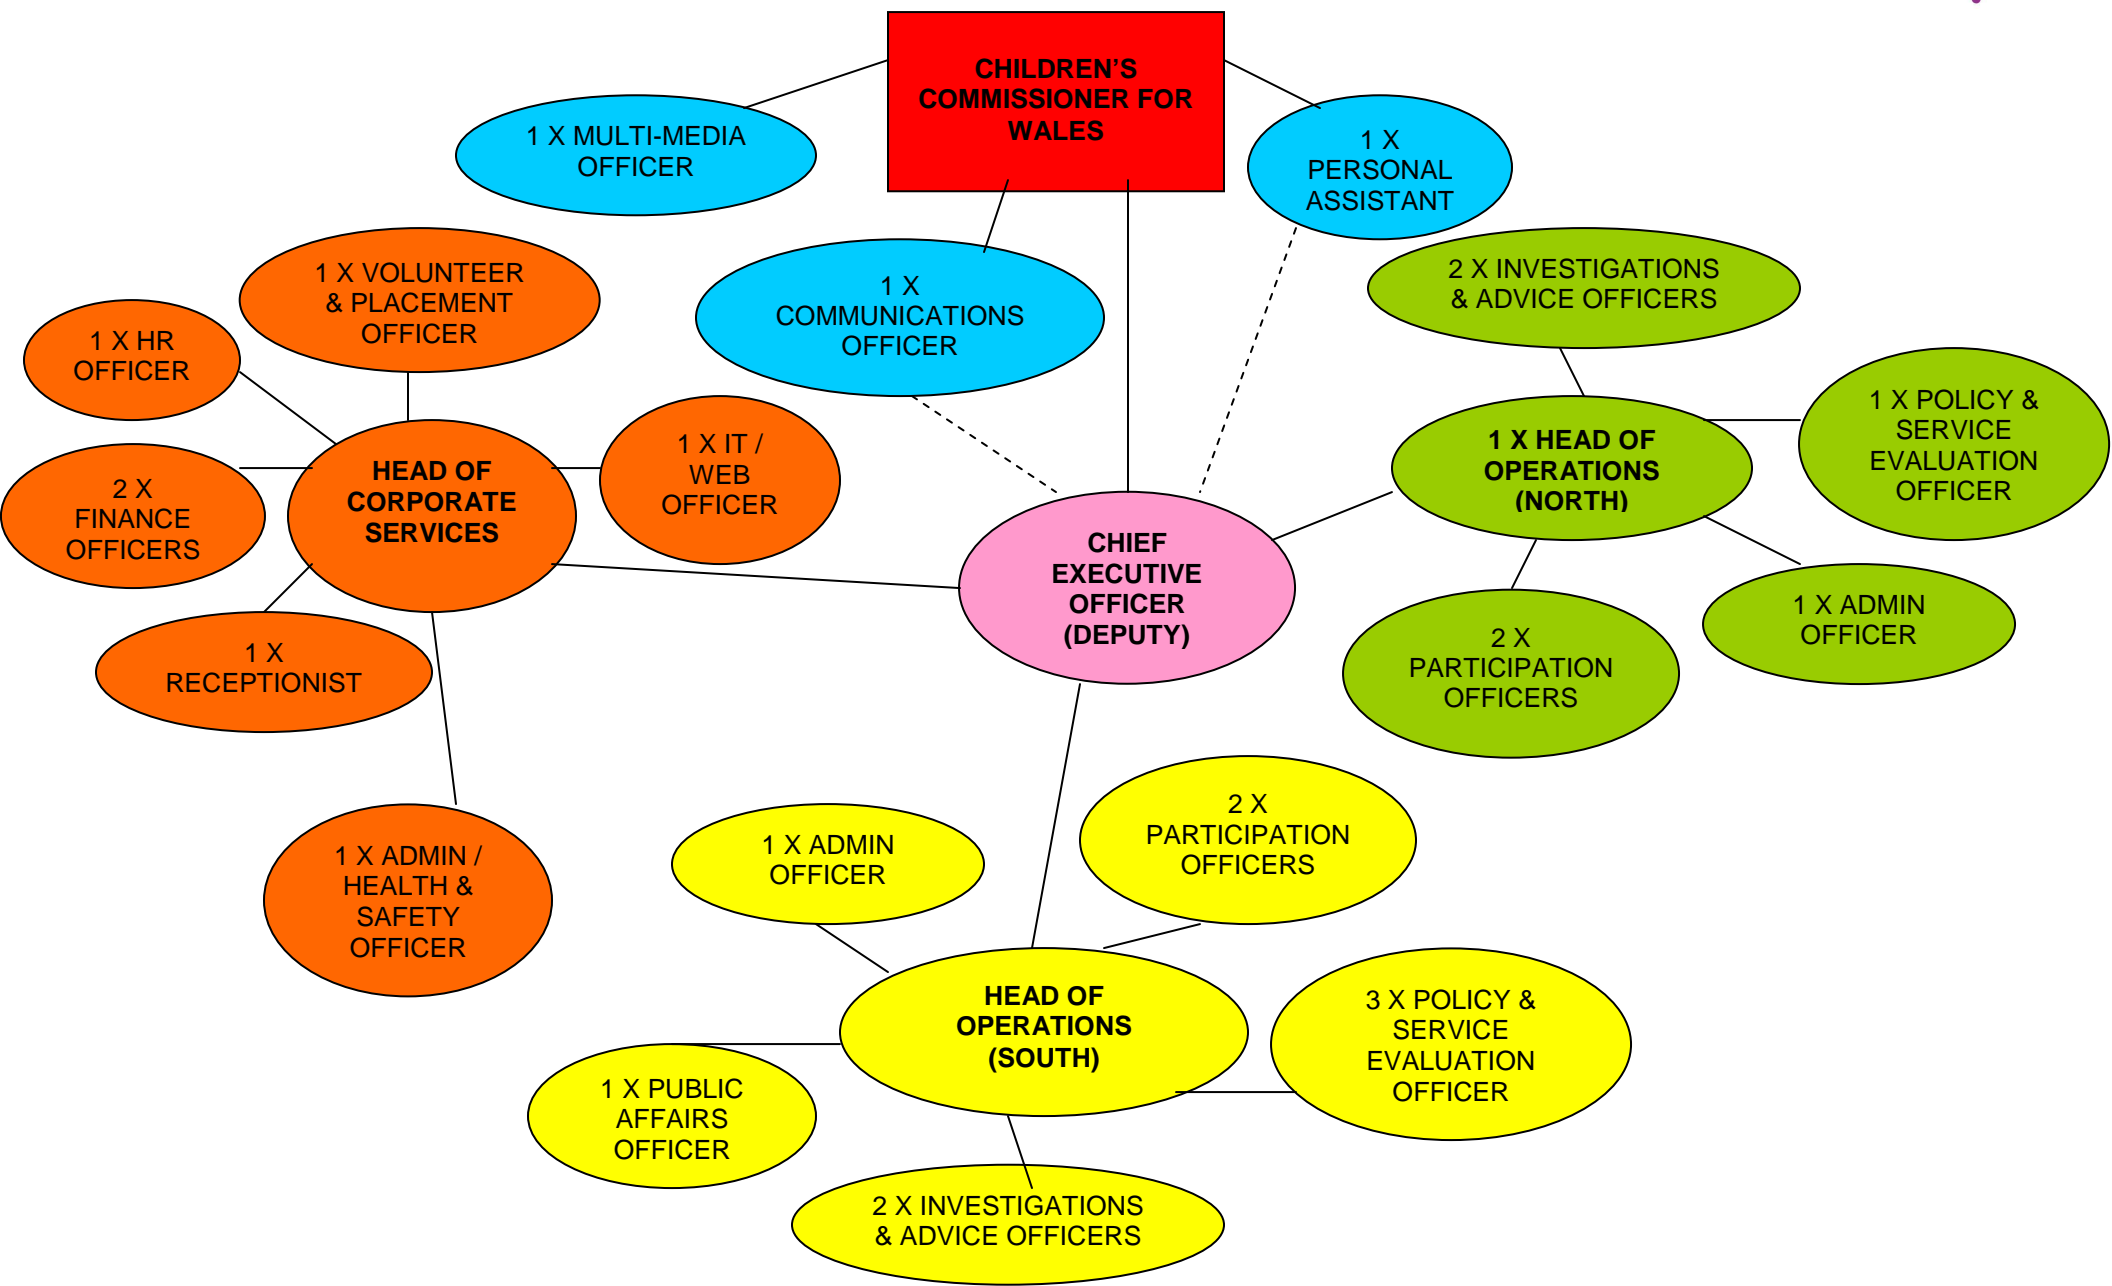 CHILDREN'S
COMMISSIONER FOR
WALES
1 X MULTI-MEDIA
OFFICER
1 X
PERSONAL
ASSISTANT
1 X
COMMUNICATIONS
OFFICER
1 X VOLUNTEER
& PLACEMENT
OFFICER
1 X HR
OFFICER
2 X
FINANCE
OFFICERS
HEAD OF
CORPORATE
SERVICES
1 X IT /
WEB
OFFICER
1 X
RECEPTIONIST
1 X ADMIN /
HEALTH &
SAFETY
OFFICER
CHIEF
EXECUTIVE
OFFICER
(DEPUTY)
2 X INVESTIGATIONS
& ADVICE OFFICERS
1 X HEAD OF
OPERATIONS
(NORTH)
1 X POLICY &
SERVICE
EVALUATION
OFFICER
2 X
PARTICIPATION
OFFICERS
1 X ADMIN
OFFICER
1 X ADMIN
OFFICER
2 X
PARTICIPATION
OFFICERS
HEAD OF
OPERATIONS
(SOUTH)
3 X POLICY &
SERVICE
EVALUATION
OFFICER
1 X PUBLIC
AFFAIRS
OFFICER
2 X INVESTIGATIONS
& ADVICE OFFICERS